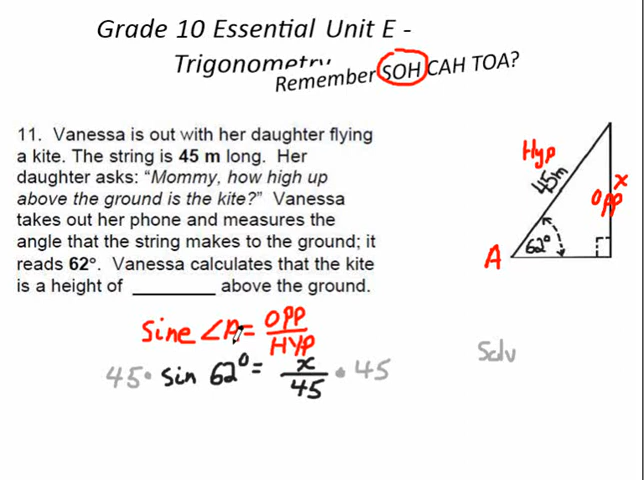 Grade 10 Essential Unit E -
Trigonometry
Remember SOH CAH TOA?
11. Vanessa is out with her daughter flying
a kite. The string is 45 m long. Her
daughter asks: “Mommy, how high up
above the ground is the kite?” Vanessa
takes out her phone and measures the
angle that the string makes to the ground; it
reads 62°. Vanessa calculates that the kite
is a height of ________ above the ground.
Hyp
45m
x
opp
A
62°
Sine ∠A = OPP
HYP
45 • sin 62° = x • 45
45
Solv